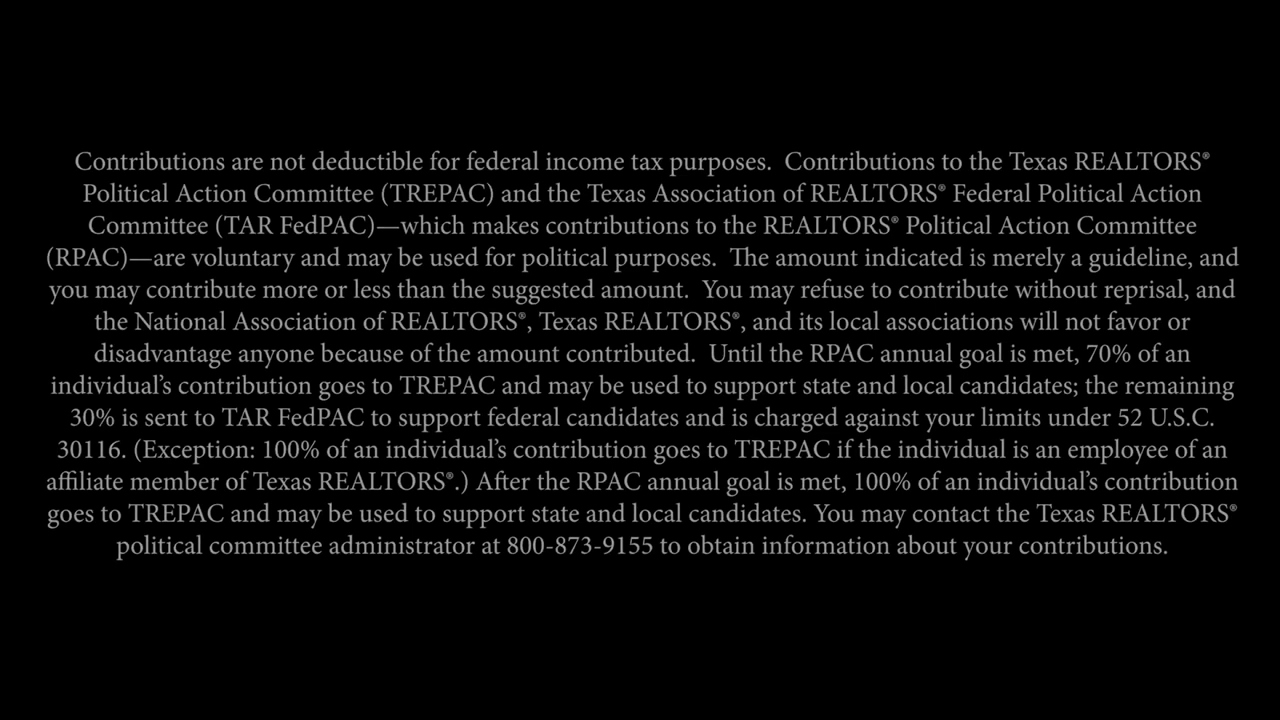 Contributions are not deductible for federal income tax purposes.  Contributions to the Texas REALTORS®
Political Action Committee (TREPAC) and the Texas Association of REALTORS® Federal Political Action
Committee (TAR FedPAC)—which makes contributions to the REALTORS® Political Action Committee
(RPAC)—are voluntary and may be used for political purposes.  The amount indicated is merely a guideline, and
you may contribute more or less than the suggested amount.  You may refuse to contribute without reprisal, and
the National Association of REALTORS®, Texas REALTORS®, and its local associations will not favor or
disadvantage anyone because of the amount contributed.  Until the RPAC annual goal is met, 70% of an
individual’s contribution goes to TREPAC and may be used to support state and local candidates; the remaining
30% is sent to TAR FedPAC to support federal candidates and is charged against your limits under 52 U.S.C.
30116. (Exception: 100% of an individual’s contribution goes to TREPAC if the individual is an employee of an
affiliate member of Texas REALTORS®.) After the RPAC annual goal is met, 100% of an individual’s contribution
goes to TREPAC and may be used to support state and local candidates. You may contact the Texas REALTORS®
political committee administrator at 800-873-9155 to obtain information about your contributions.